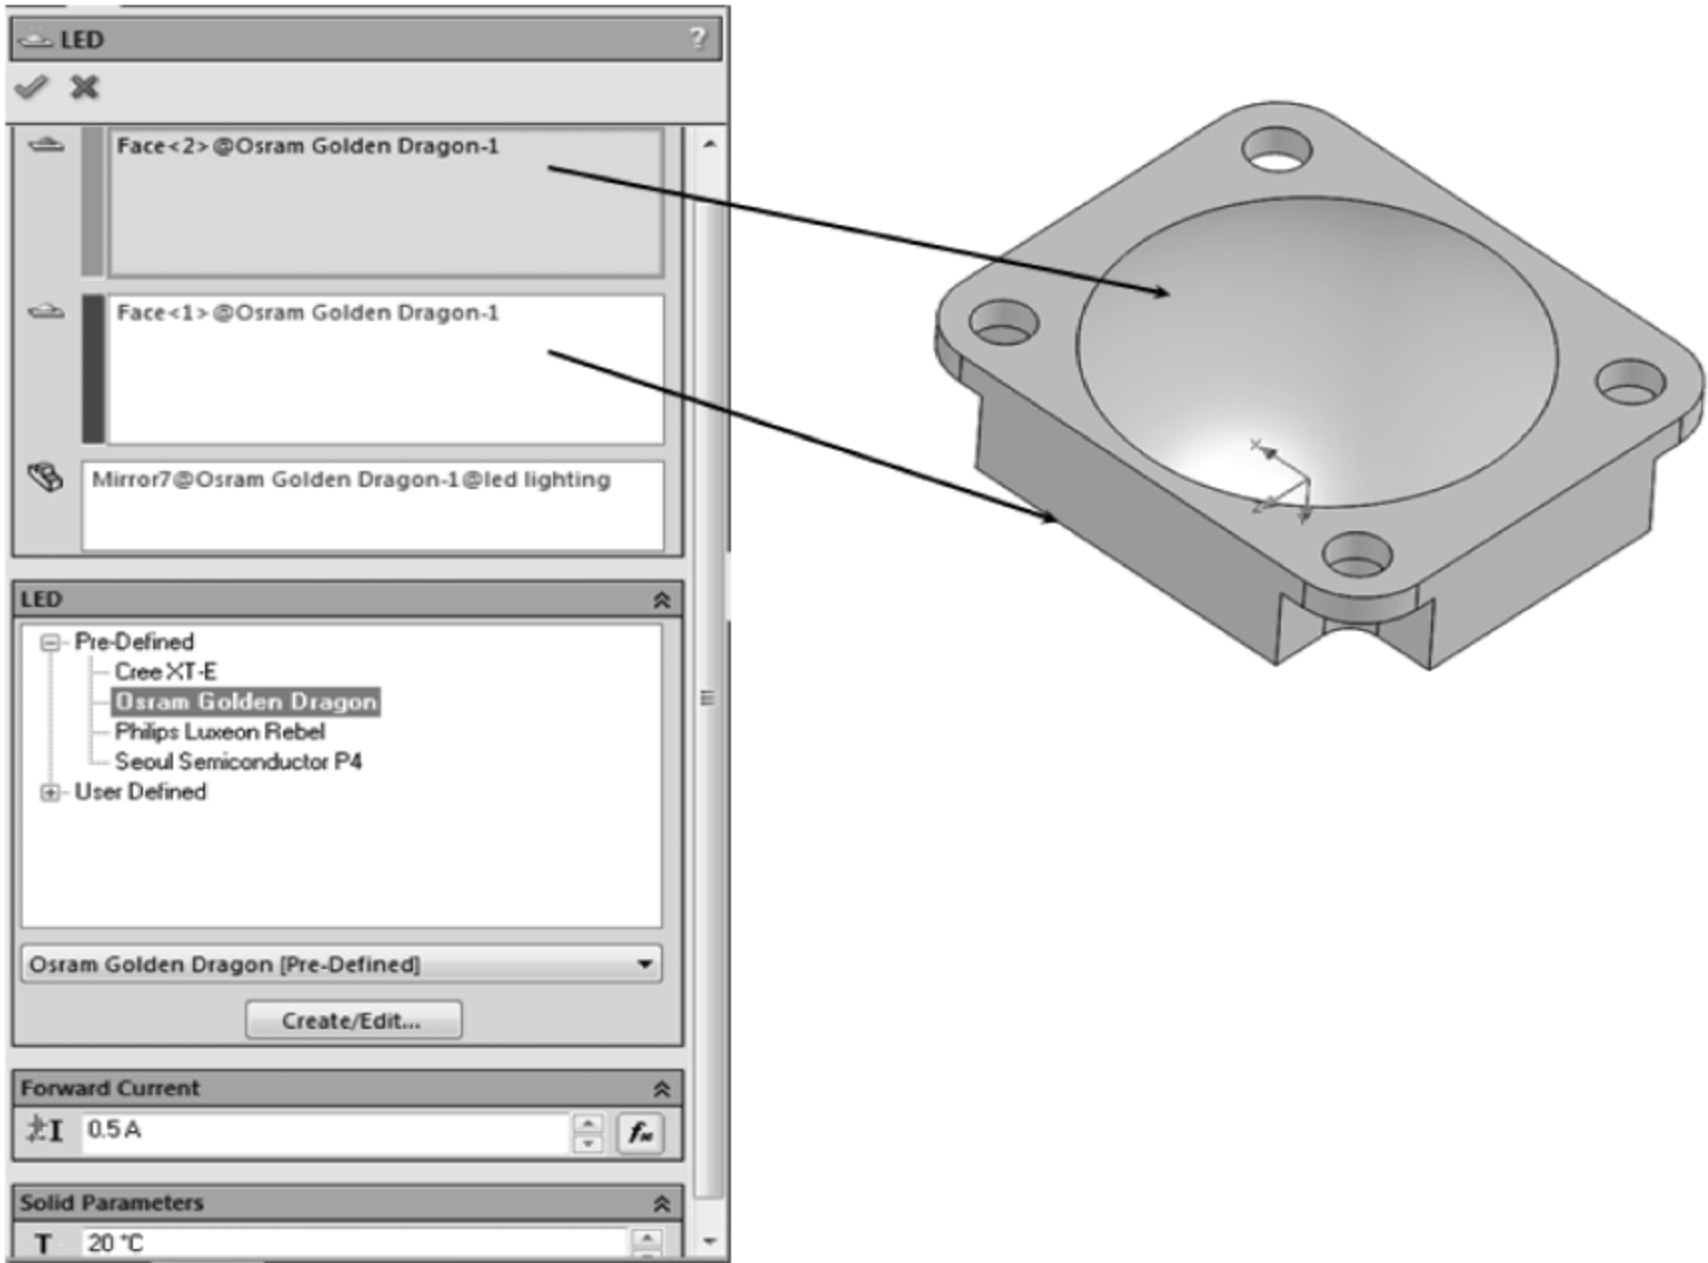 LED
?
Face<2>@Osram Golden Dragon-1
Face<1>@Osram Golden Dragon-1
Mirror7@Osram Golden Dragon-1@led lighting
LED
Pre-Defined
Cree XT-E
Osram Golden Dragon
Philips Luxeon Rebel
Seoul Semiconductor P4
User Defined
Osram Golden Dragon [Pre-Defined]
Create/Edit...
Forward Current
I 0.5 A
Solid Parameters
T 20 °C
X
Z